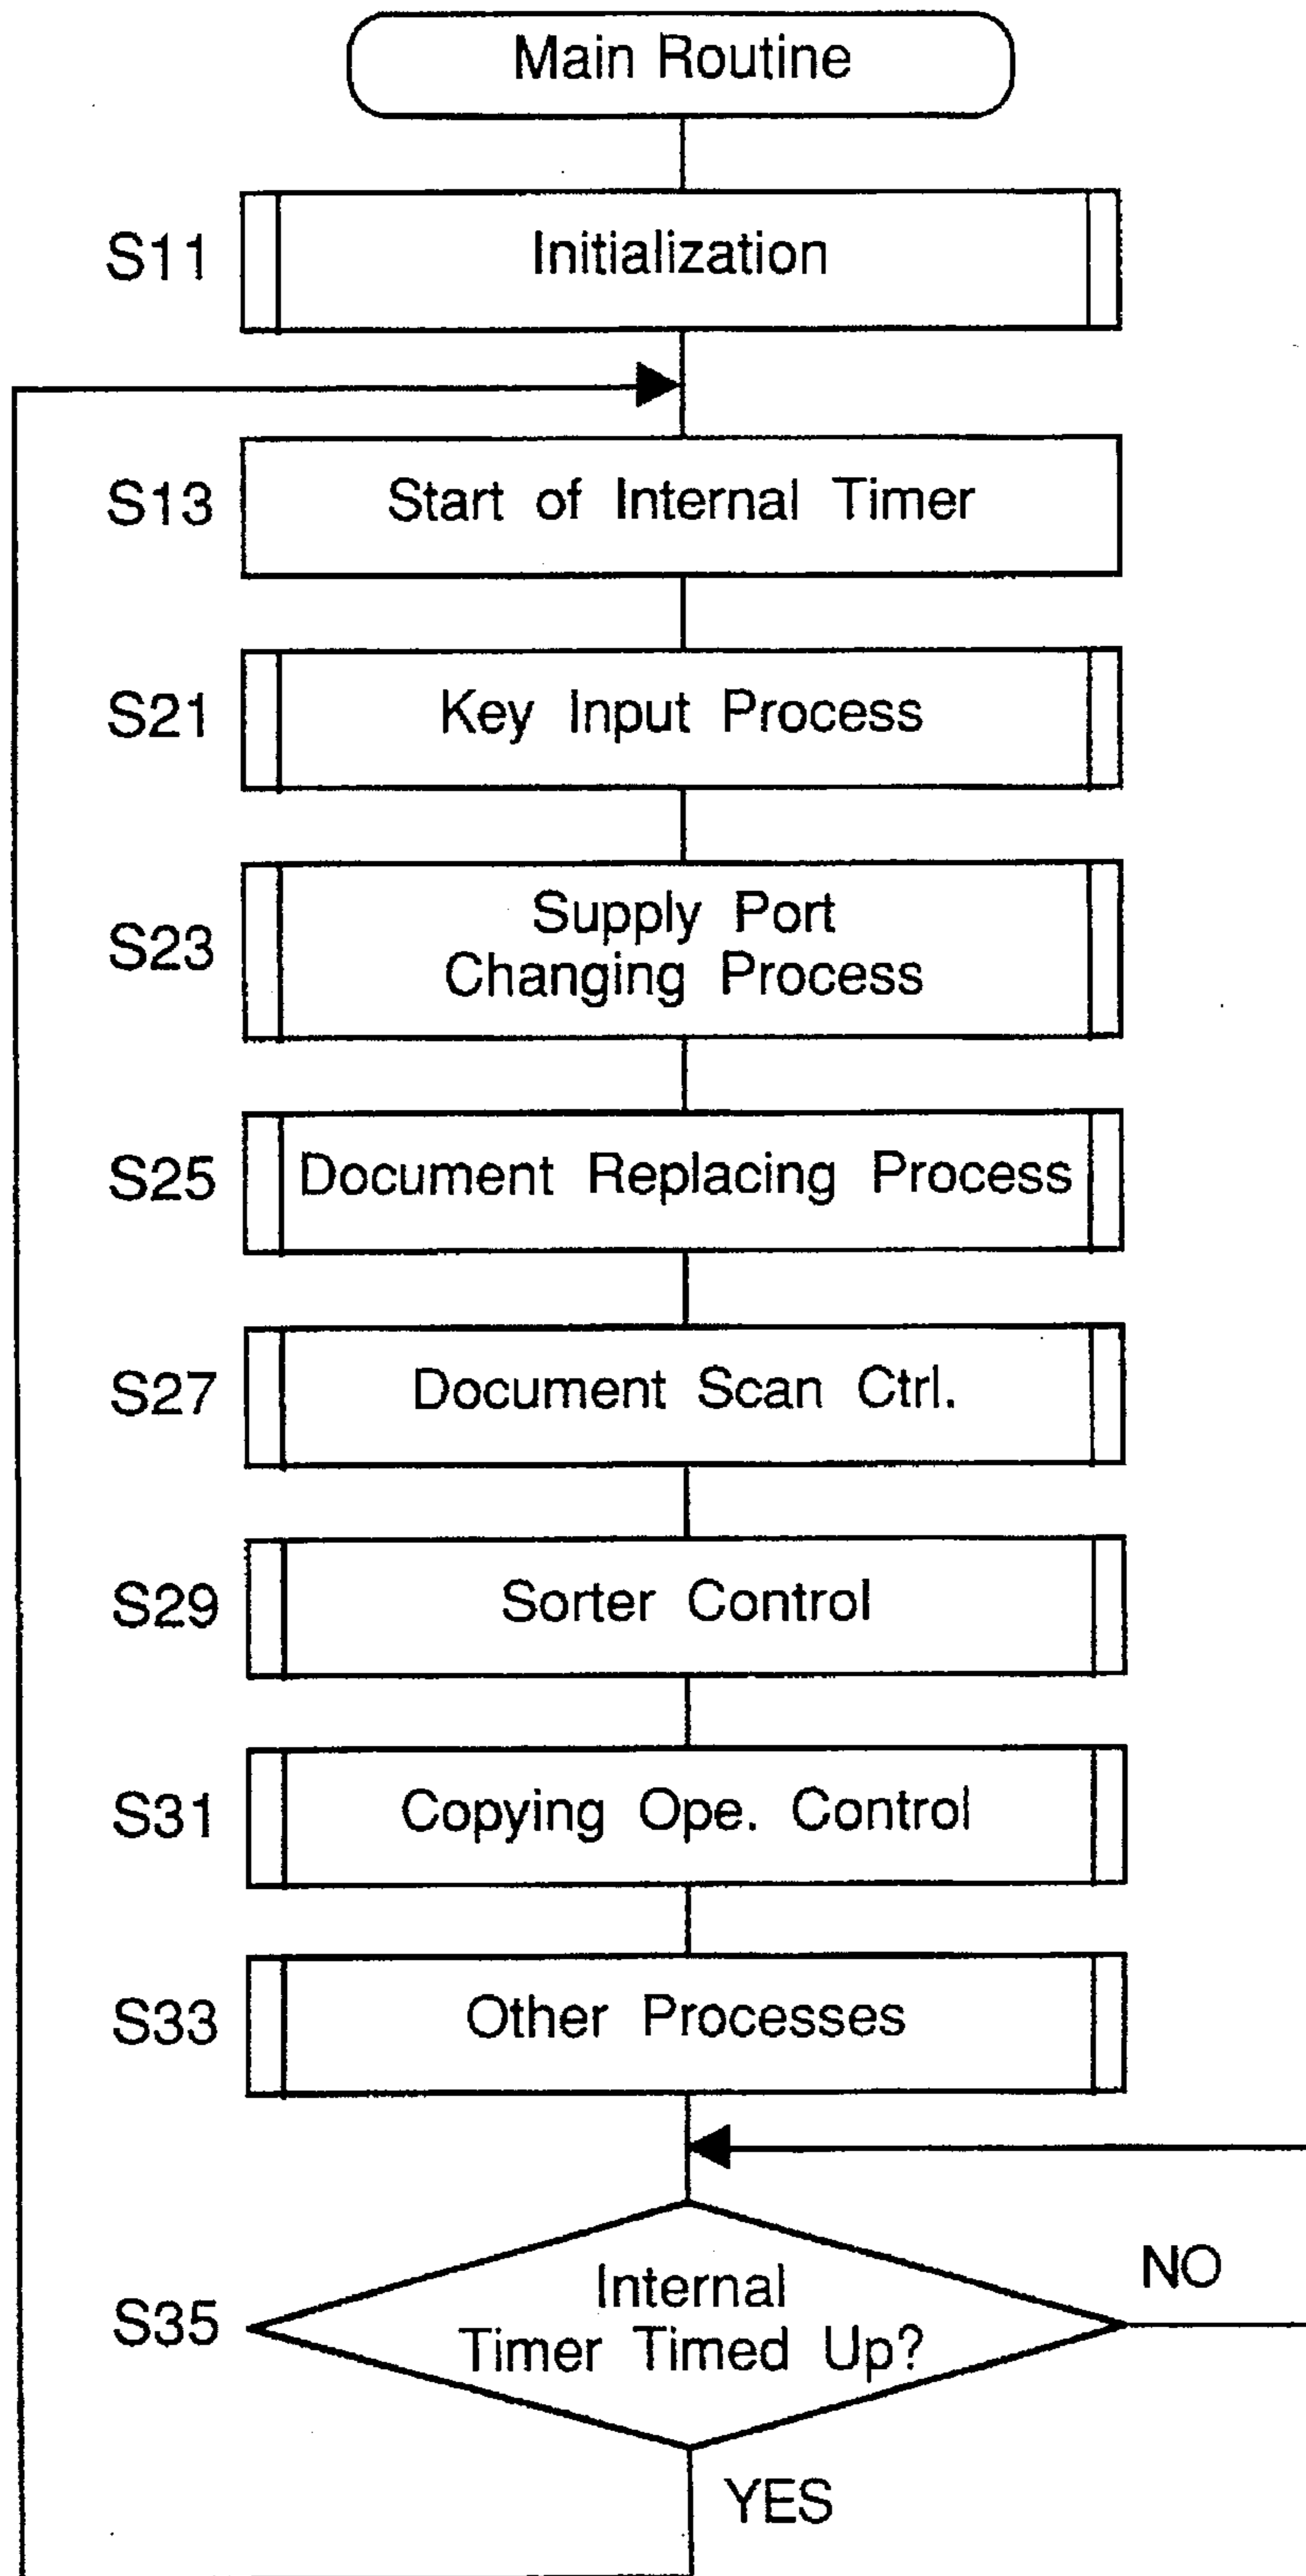 Main Routine
S11
Initialization
S13
Start of Internal Timer
S21
Key Input Process
S23
Supply Port
Changing Process
S25
Document Replacing Process
S27
Document Scan Ctrl.
S29
Sorter Control
S31
Copying Ope. Control
S33
Other Processes
S35
Internal
Timer Timed Up?
NO
YES